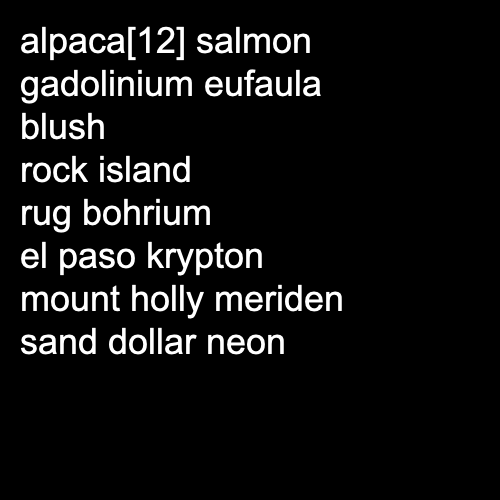 alpaca[12] salmon
gadolinium eufaula
blush
rock island
rug bohrium
el paso krypton
mount holly meriden
sand dollar neon